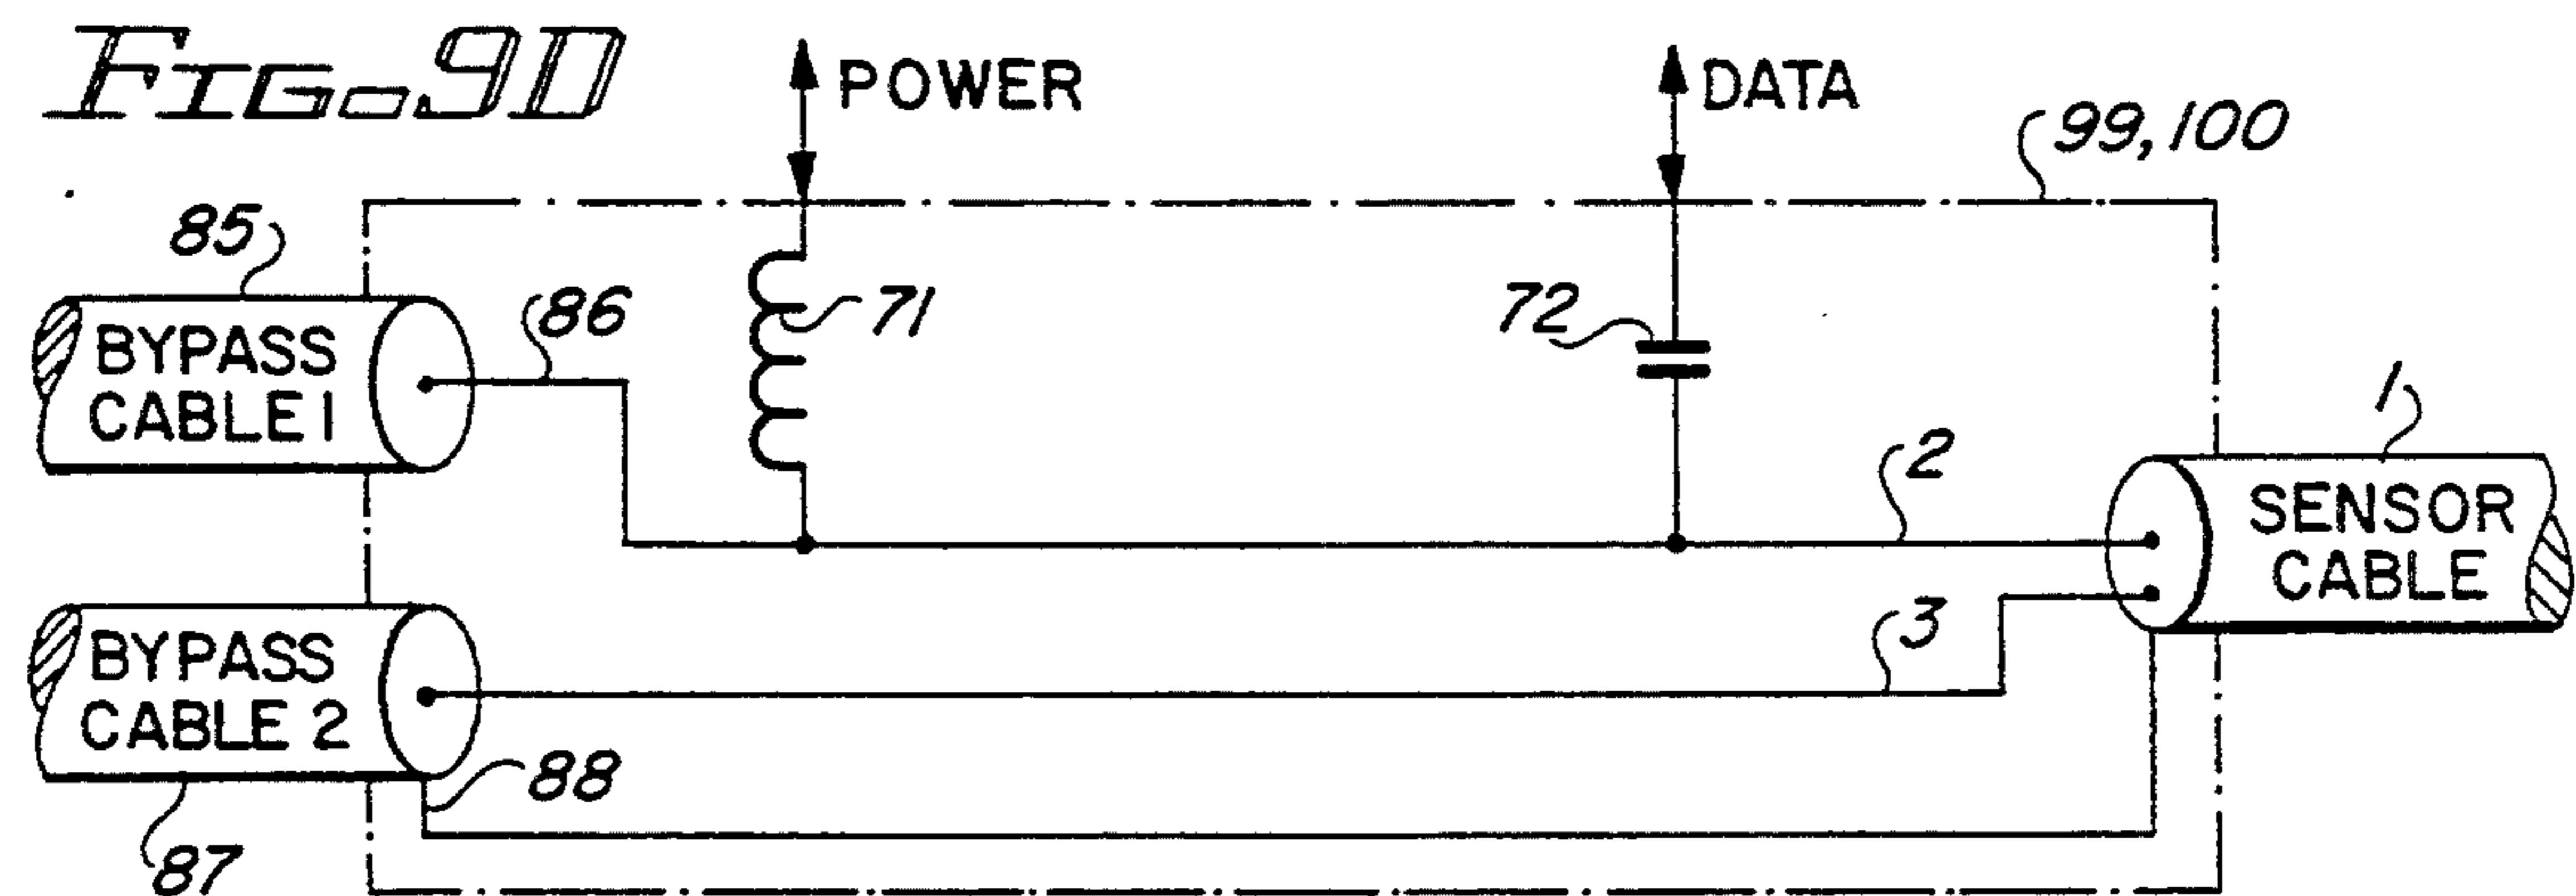 FIG. 9D
POWER
DATA
99, 100
85
86
71
72
BYPASS
CABLE 1
1
2
SENSOR
CABLE
3
BYPASS
CABLE 2
88
87